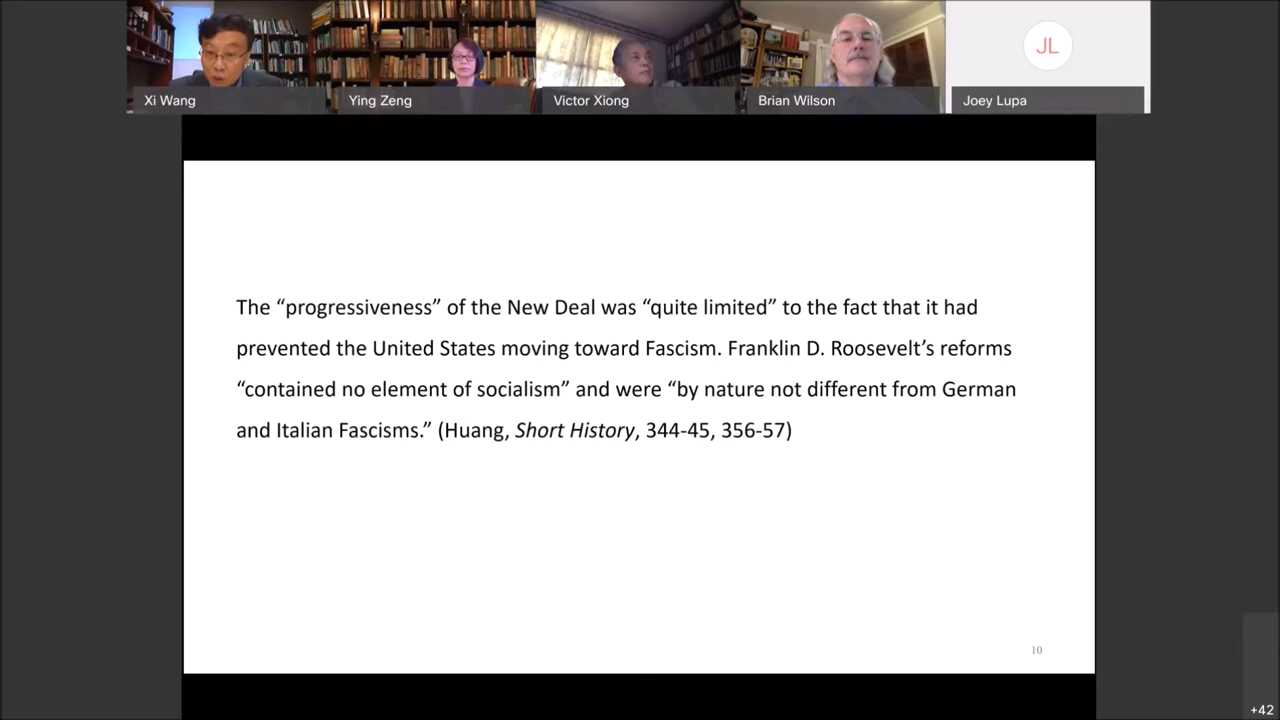 Xi Wang
Ying Zeng
Victor Xiong
Brian Wilson
JL
Joey Lupa
The “progressiveness” of the New Deal was “quite limited” to the fact that it had
prevented the United States moving toward Fascism. Franklin D. Roosevelt’s reforms
“contained no element of socialism” and were “by nature not different from German
and Italian Fascisms.” (Huang, Short History, 344-45, 356-57)
10
+42